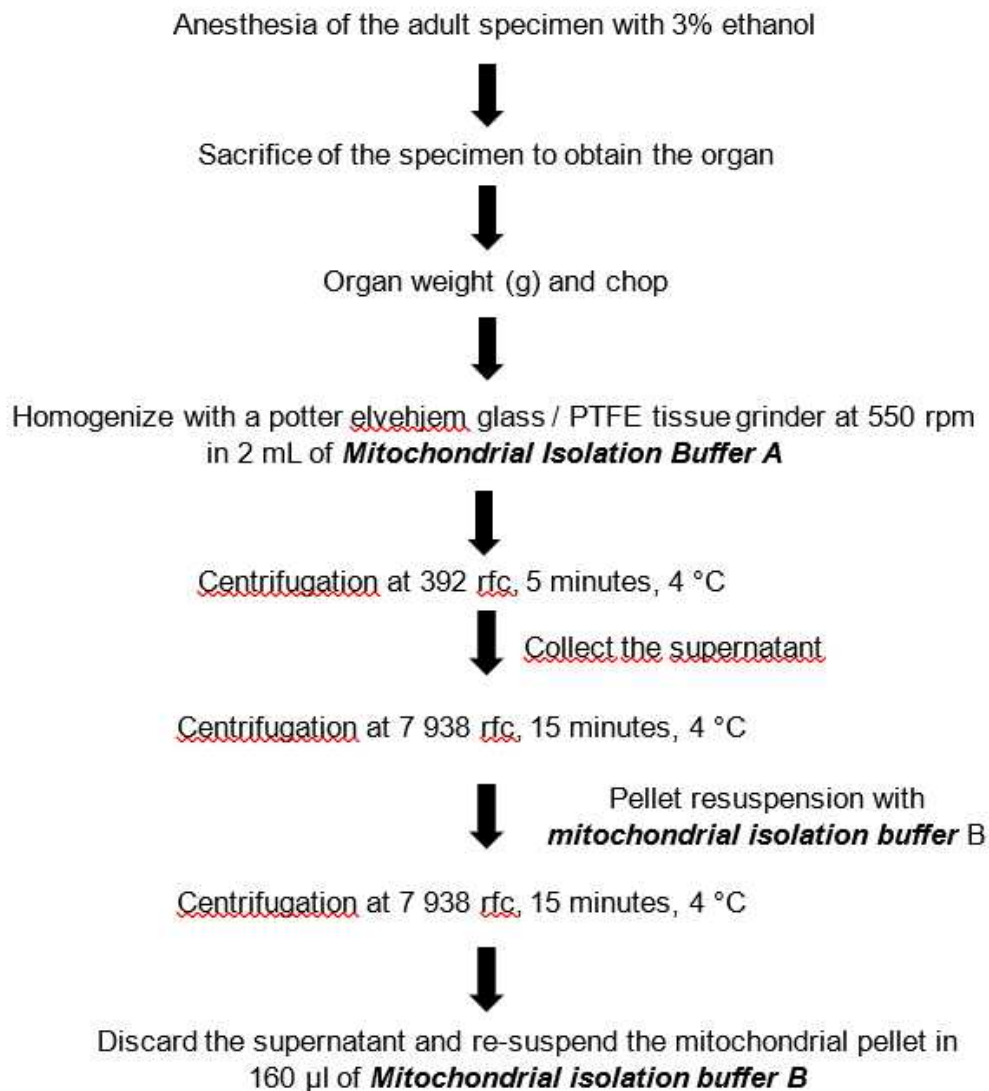 Anesthesia of the adult specimen with 3% ethanol
Sacrifice of the specimen to obtain the organ
Organ weight (g) and chop
Homogenize with a potter elvehjem glass / PTFE tissue grinder at 550 rpm
in 2 mL of Mitochondrial Isolation Buffer A
Centrifugation at 392 rfc, 5 minutes, 4 °C
Collect the supernatant
Centrifugation at 7 938 rfc, 15 minutes, 4 °C
Pellet resuspension with
mitochondrial isolation buffer B
Centrifugation at 7 938 rfc, 15 minutes, 4 °C
Discard the supernatant and re-suspend the mitochondrial pellet in
160 µl of Mitochondrial isolation buffer B